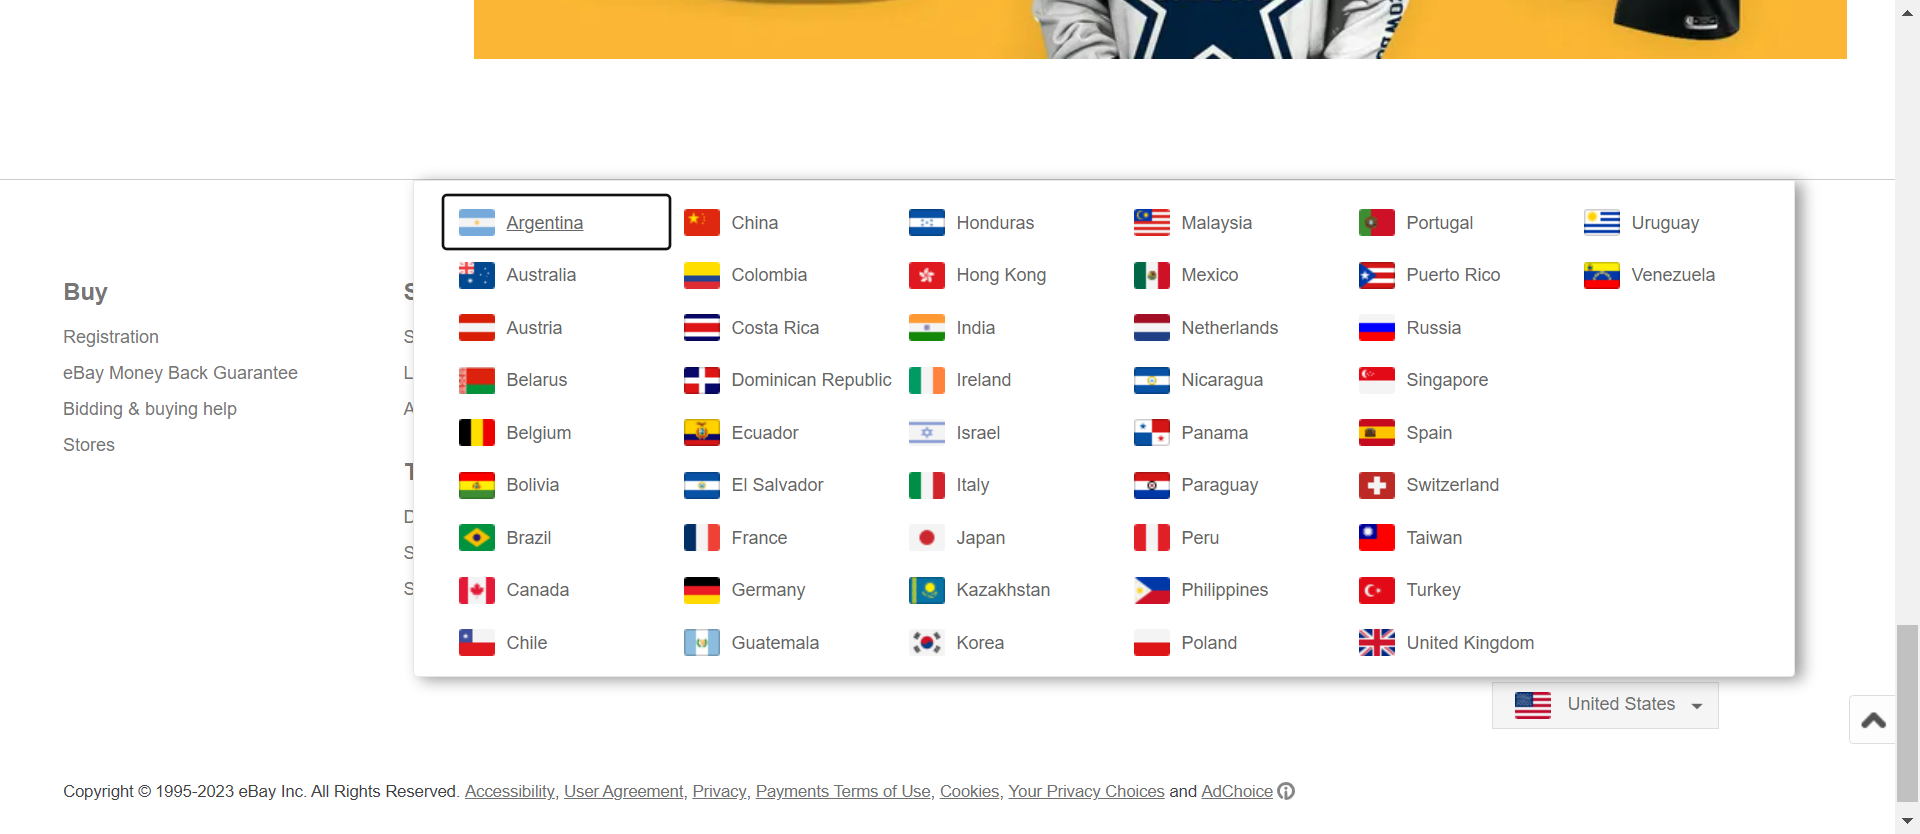 Argentina
Australia
Austria
Belarus
Belgium
Bolivia
Brazil
Canada
Chile
China
Colombia
Costa Rica
Dominican Republic
Ecuador
El Salvador
France
Germany
Guatemala
Honduras
Hong Kong
India
Ireland
Israel
Italy
Japan
Kazakhstan
Korea
Malaysia
Mexico
Netherlands
Nicaragua
Panama
Paraguay
Peru
Philippines
Poland
Portugal
Puerto Rico
Russia
Singapore
Spain
Switzerland
Taiwan
Turkey
United Kingdom
Uruguay
Venezuela
Buy
Registration
eBay Money Back Guarantee
Bidding & buying help
Stores
United States
Copyright © 1995-2023 eBay Inc. All Rights Reserved. Accessibility, User Agreement, Privacy, Payments Terms of Use, Cookies, Your Privacy Choices and AdChoice